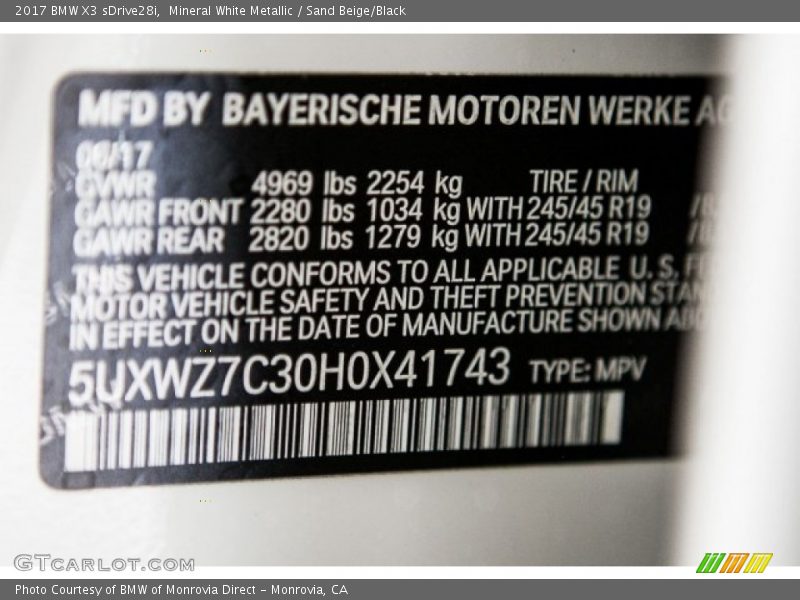 2017 BMW X3 sDrive28i, Mineral White Metallic / Sand Beige/Black
MFD BY BAYERISCHE MOTOREN WERKE AG
06/17
GVWR 4969 lbs 2254 kg TIRE / RIM
GAWR FRONT 2280 lbs 1034 kg WITH 245/45 R19
GAWR REAR 2820 lbs 1279 kg WITH 245/45 R19
THIS VEHICLE CONFORMS TO ALL APPLICABLE U. S.
MOTOR VEHICLE SAFETY AND THEFT PREVENTION
IN EFFECT ON THE DATE OF MANUFACTURE SHOWN
5UXWZ7C30H0X41743 TYPE: MPV
GTCARLOT.COM
Photo Courtesy of BMW of Monrovia Direct – Monrovia, CA